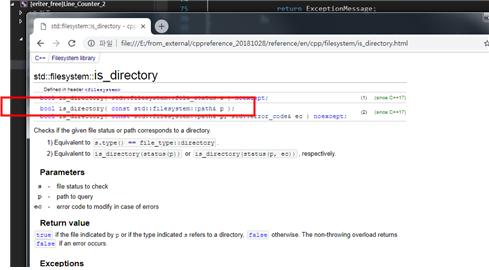 [eriter_free]Line_Counter_2
75
return ExceptionMessage;
std::filesystem::is_directory
파일
file:///E:/from_external/cppreference_20181028/reference/en/cpp/filesystem/is_directory.html
C++ Filesystem library
std::filesystem::is_directory
Defined in header <filesystem>
bool is_directory( std::filesystem::file_status s ) noexcept; (1) (since C++17)
bool is_directory( const std::filesystem::path& p );
bool is_directory( const std::filesystem::path& p, std::error_code& ec ) noexcept; (2) (since C++17)
Checks if the given file status or path corresponds to a directory.
1) Equivalent to s.type() == file_type::directory.
2) Equivalent to is_directory(status(p)) or is_directory(status(p, ec)), respectively.
Parameters
s - file status to check
p - path to query
ec - error code to modify in case of errors
Return value
true if the file indicated by p or if the type indicated s refers to a directory, false otherwise. The non-throwing overload returns
false if an error occurs.
Exceptions